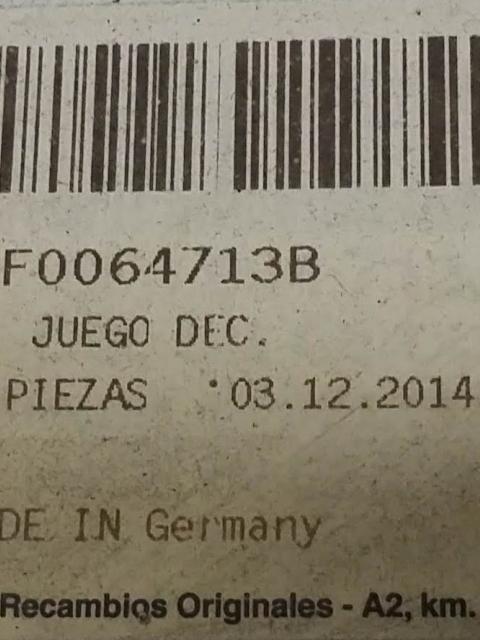 F0064713B
JUEGO DEC.
PIEZAS 03.12.2014
DE IN Germany
Recambios Originales - A2, km.